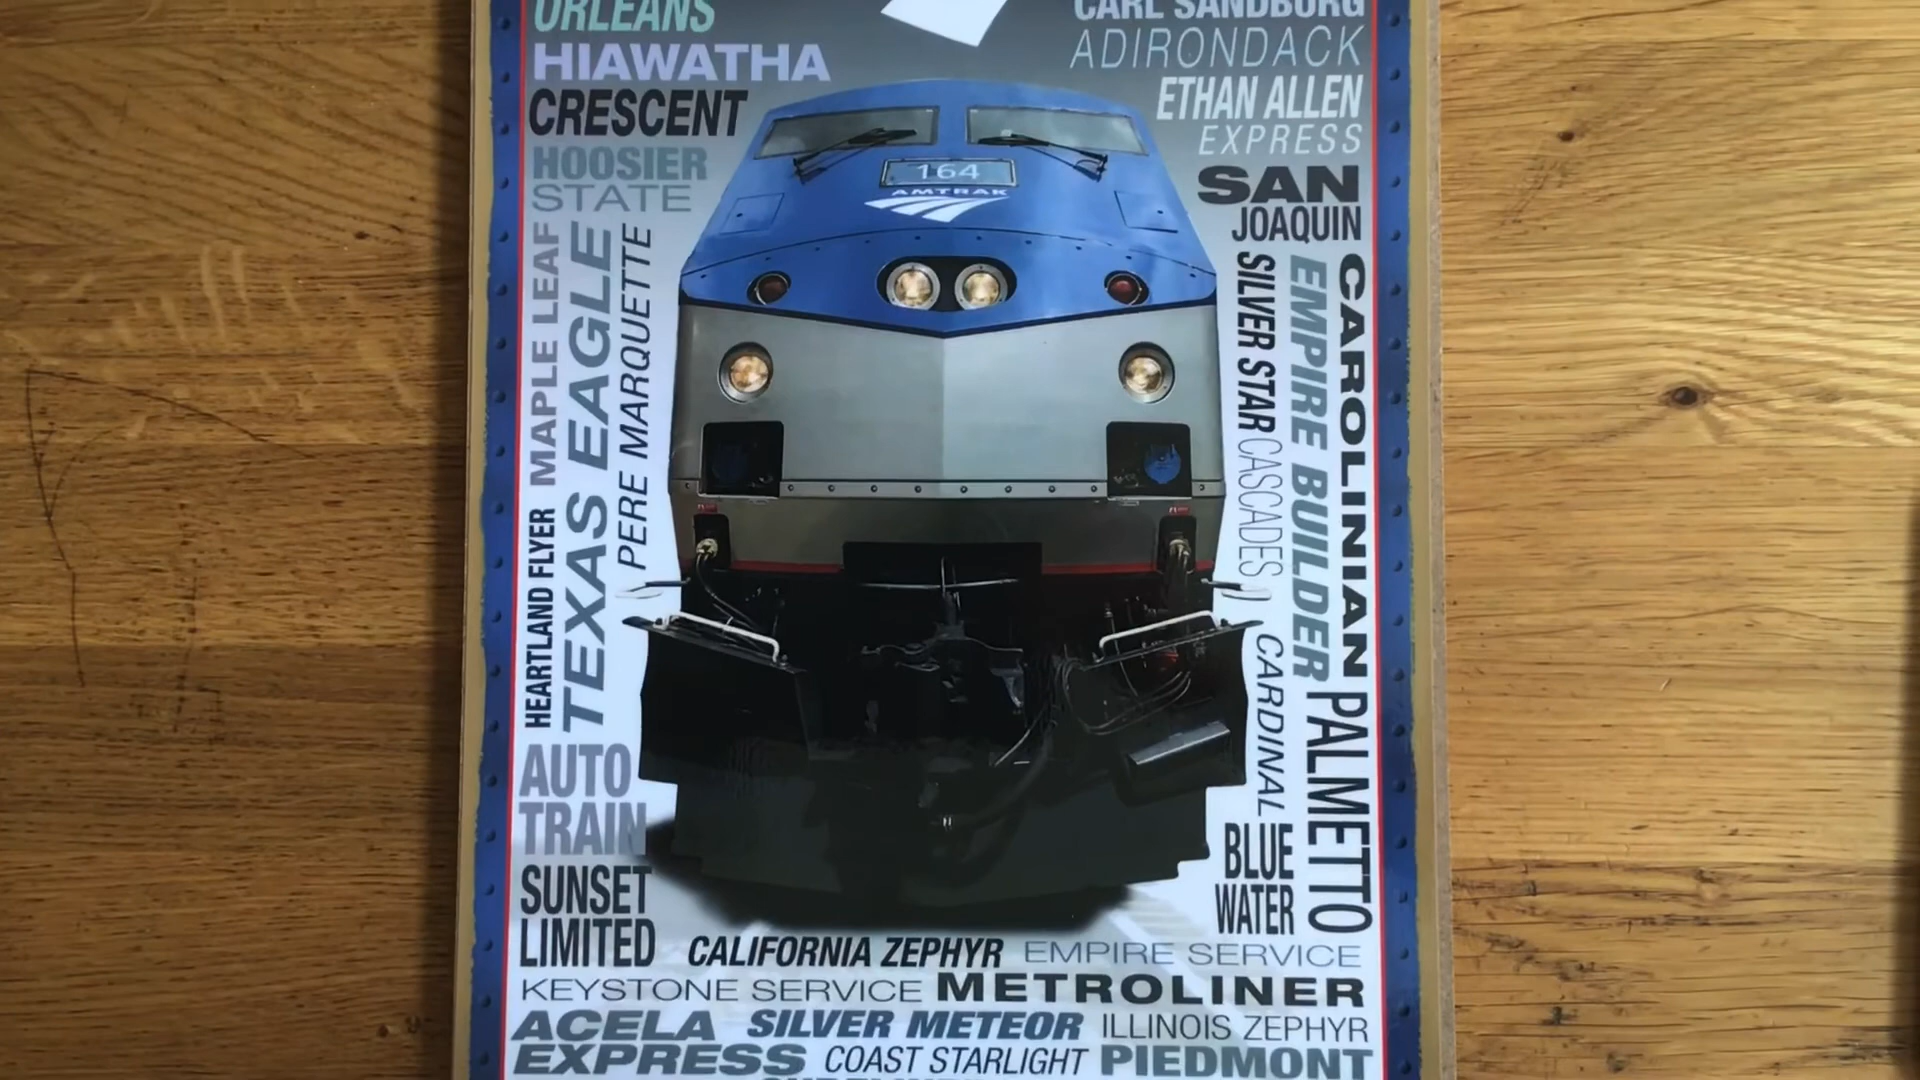 ORLEANS
HIAWATHA
CRESCENT
HOOSIER
STATE
MAPLE LEAF
TEXAS EAGLE
PERE MARQUETTE
HEARTLAND FLYER
AUTO
TRAIN
SUNSET
LIMITED
164
AMTRAK
CARL SANDBURG
ADIRONDACK
ETHAN ALLEN
EXPRESS
SAN
JOAQUIN
SILVER STAR
CASCADES
EMPIRE BUILDER
CAROLINIAN
CARDINAL
PALMETTO
BLUE
WATER
CALIFORNIA ZEPHYR EMPIRE SERVICE
KEYSTONE SERVICE METROLINER
ACELA SILVER METEOR ILLINOIS ZEPHYR
EXPRESS COAST STARLIGHT PIEDMONT